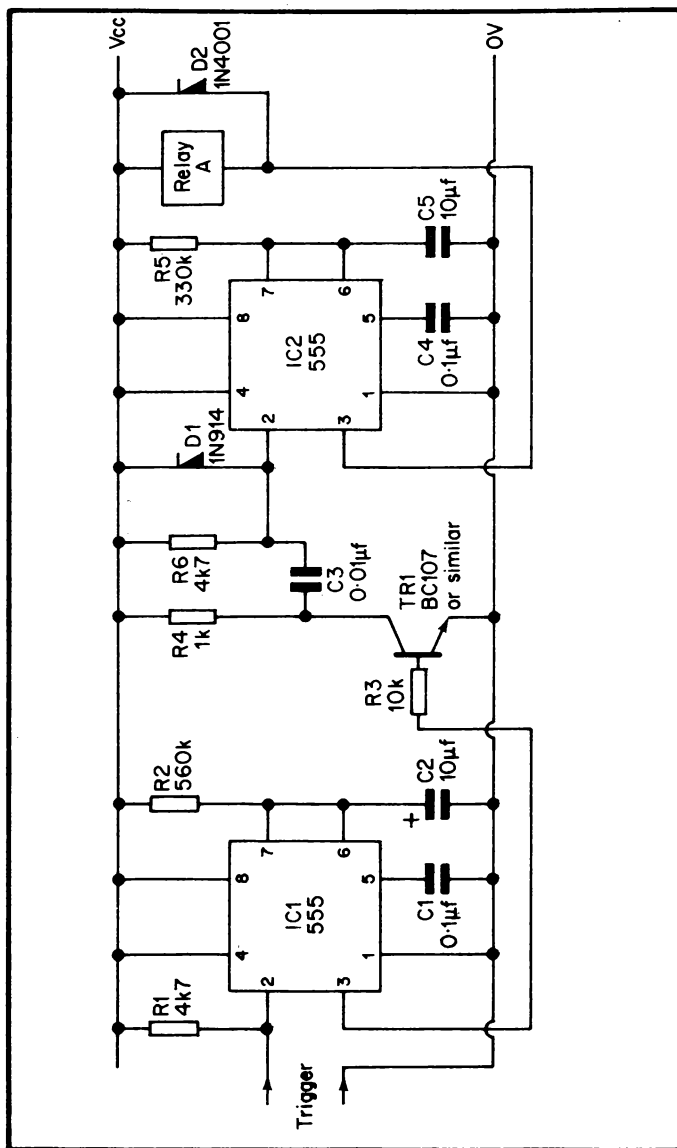 Vcc
R1
4k7
R2
560k
R4
1k
R6
4k7
D1
1N914
R5
330k
Relay
A
D2
1N4001
4
8
2
IC1
555
7
6
3
1
5
4
8
2
IC2
555
7
6
3
1
5
C3
0·01µf
Trigger
C1
0·1µf
+
C2
10µf
R3
10k
TR1
BC107
or similar
C4
0·1µf
C5
10µf
0V